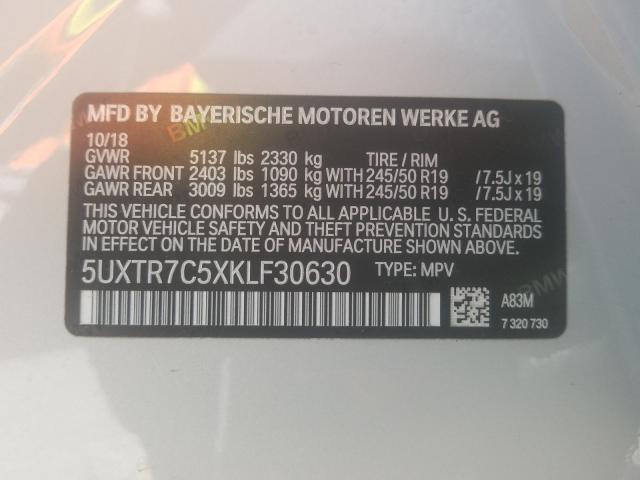 MFD BY BAYERISCHE MOTOREN WERKE AG
10/18
GVWR 5137 lbs 2330 kg TIRE / RIM
GAWR FRONT 2403 lbs 1090 kg WITH 245/50 R19 /7.5J x 19
GAWR REAR 3009 lbs 1365 kg WITH 245/50 R19 /7.5J x 19
THIS VEHICLE CONFORMS TO ALL APPLICABLE U. S. FEDERAL
MOTOR VEHICLE SAFETY AND THEFT PREVENTION STANDARDS
IN EFFECT ON THE DATE OF MANUFACTURE SHOWN ABOVE.
5UXTR7C5XKLF30630 TYPE: MPV
A83M
7 320 730
BMW
BMW
BMW